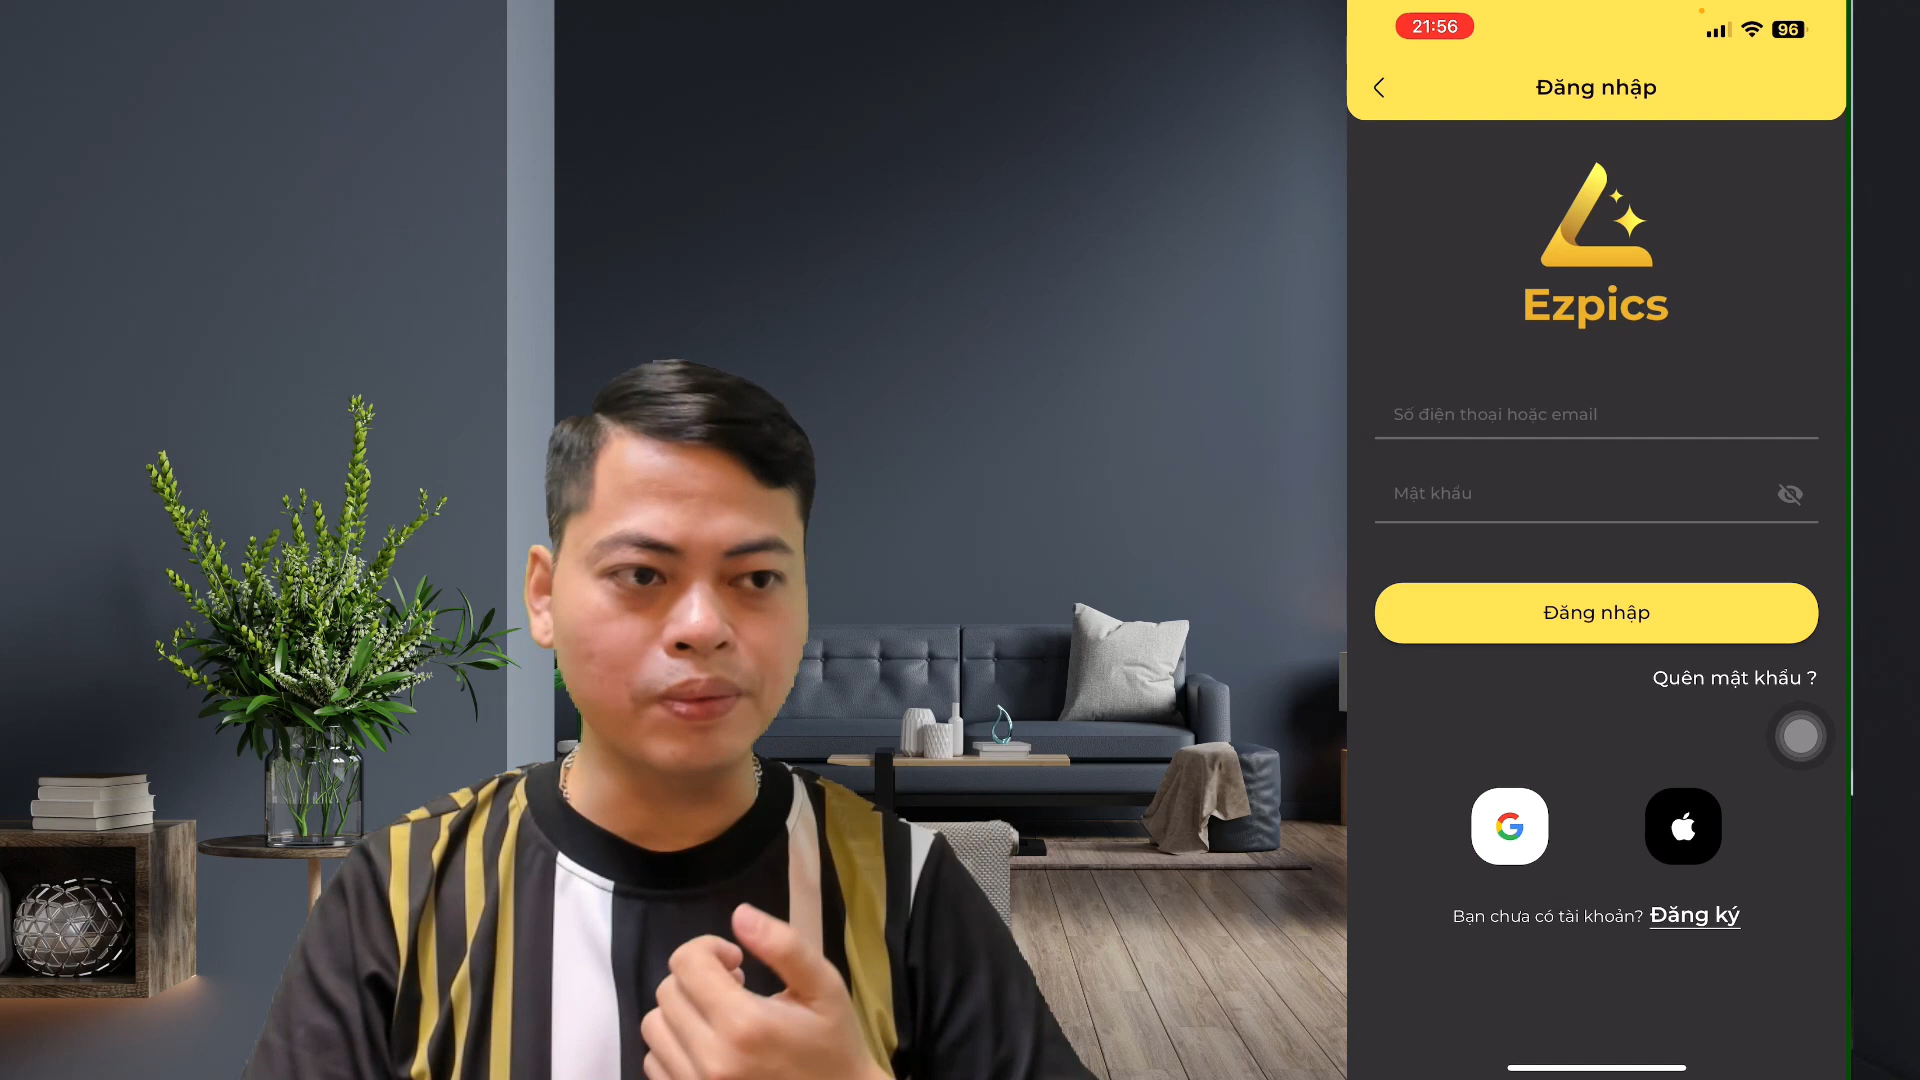 21:56
96
Đăng nhập
Ezpics
Số điện thoại hoặc email
Mật khẩu
Đăng nhập
Quên mật khẩu ?
Bạn chưa có tài khoản? Đăng ký